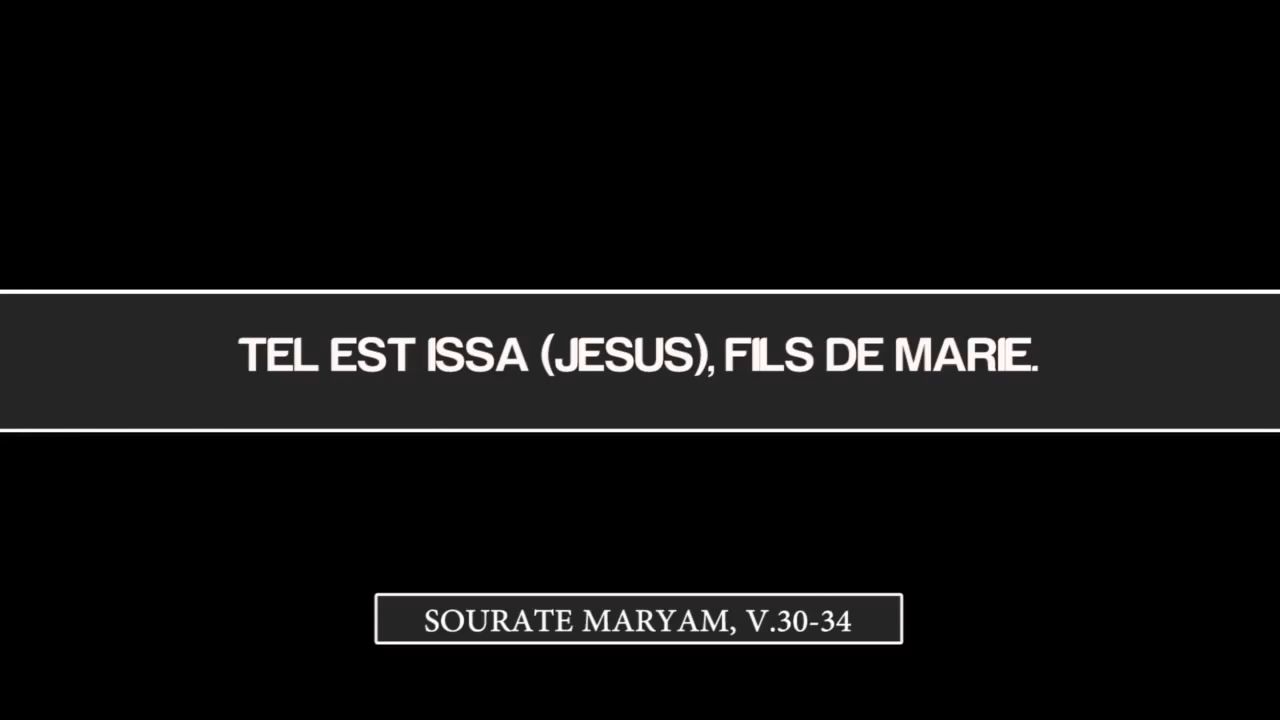 TEL EST ISSA (JESUS), FILS DE MARIE.
SOURATE MARYAM, V.30-34